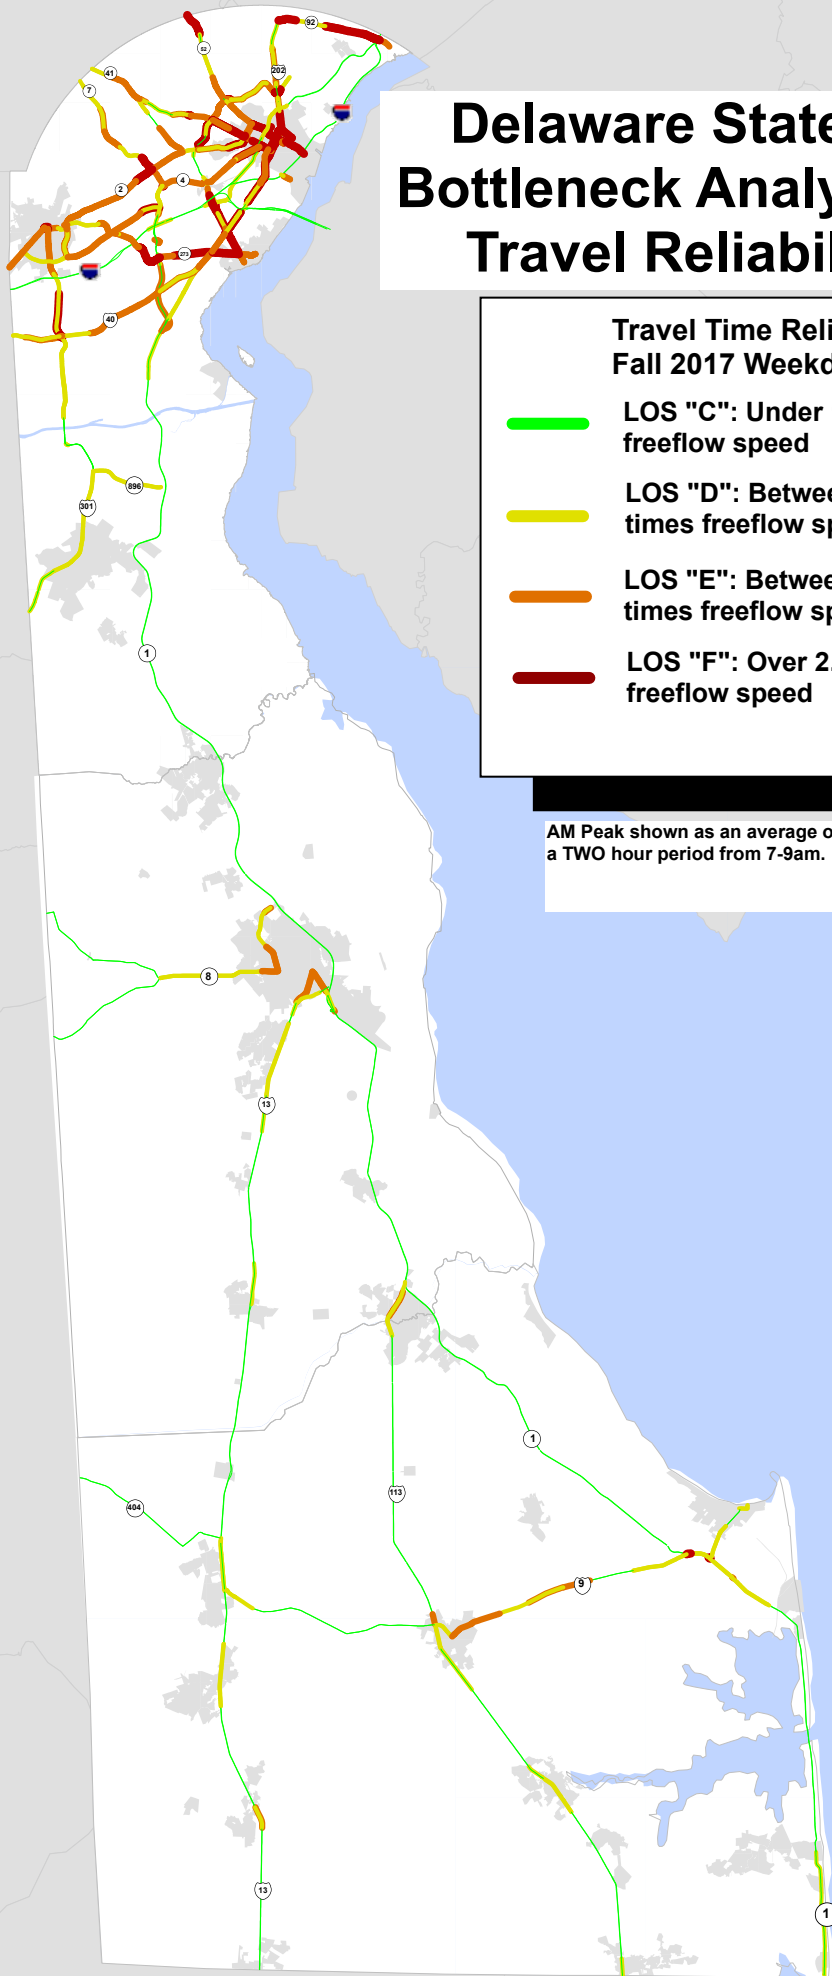 Delaware State
Bottleneck Analy
Travel Reliabil
Travel Time Reli
Fall 2017 Weekd
LOS "C": Under
freeflow speed
LOS "D": Betwee
times freeflow sp
LOS "E": Betwee
times freeflow sp
LOS "F": Over 2.
freeflow speed
AM Peak shown as an average o
a TWO hour period from 7-9am.
92
52
202
41
7
2
4
273
40
896
301
1
8
13
1
113
404
9
13
1